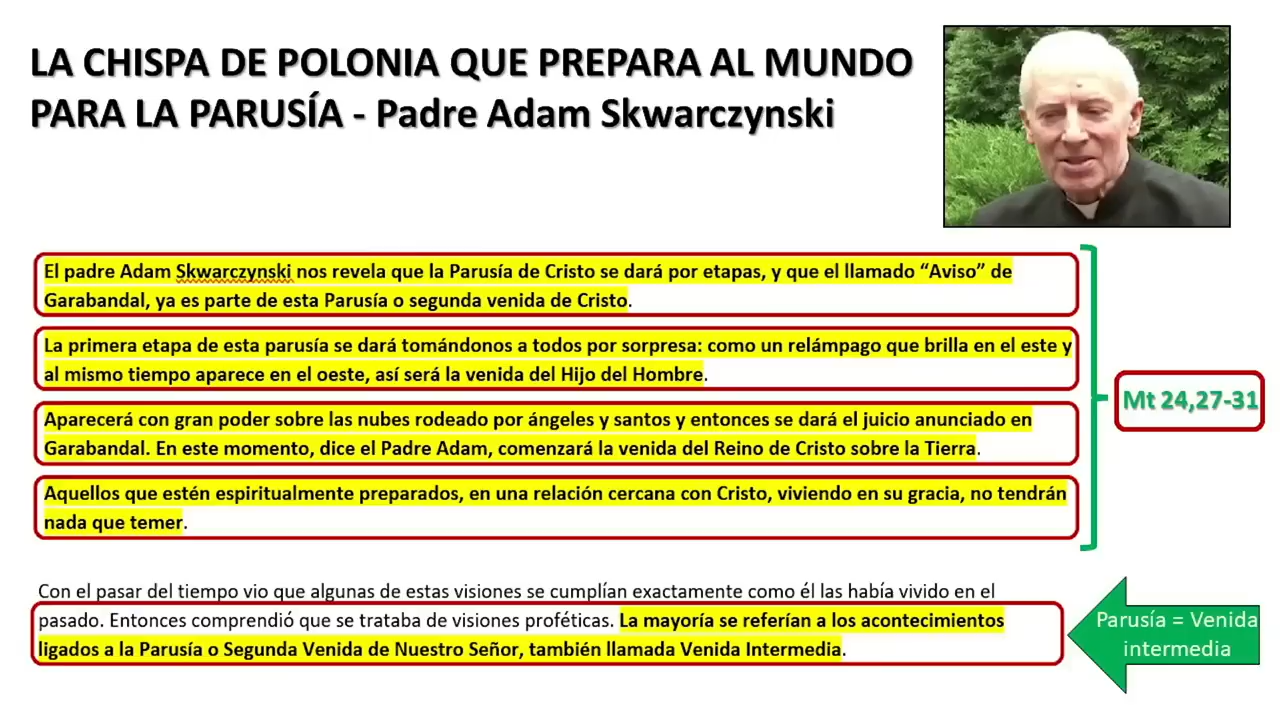 LA CHISPA DE POLONIA QUE PREPARA AL MUNDO
PARA LA PARUSÍA - Padre Adam Skwarczynski
El padre Adam Skwarczynski nos revela que la Parusía de Cristo se dará por etapas, y que el llamado “Aviso” de
Garabandal, ya es parte de esta Parusía o segunda venida de Cristo.
La primera etapa de esta parusía se dará tomándonos a todos por sorpresa: como un relámpago que brilla en el este y
al mismo tiempo aparece en el oeste, así será la venida del Hijo del Hombre.
Aparecerá con gran poder sobre las nubes rodeado por ángeles y santos y entonces se dará el juicio anunciado en
Garabandal. En este momento, dice el Padre Adam, comenzará la venida del Reino de Cristo sobre la Tierra.
Aquellos que estén espiritualmente preparados, en una relación cercana con Cristo, viviendo en su gracia, no tendrán
nada que temer.
Mt 24,27-31
Con el pasar del tiempo vio que algunas de estas visiones se cumplían exactamente como él las había vivido en el
pasado. Entonces comprendió que se trataba de visiones proféticas. La mayoría se referían a los acontecimientos
ligados a la Parusía o Segunda Venida de Nuestro Señor, también llamada Venida Intermedia.
Parusía = Venida
intermedia